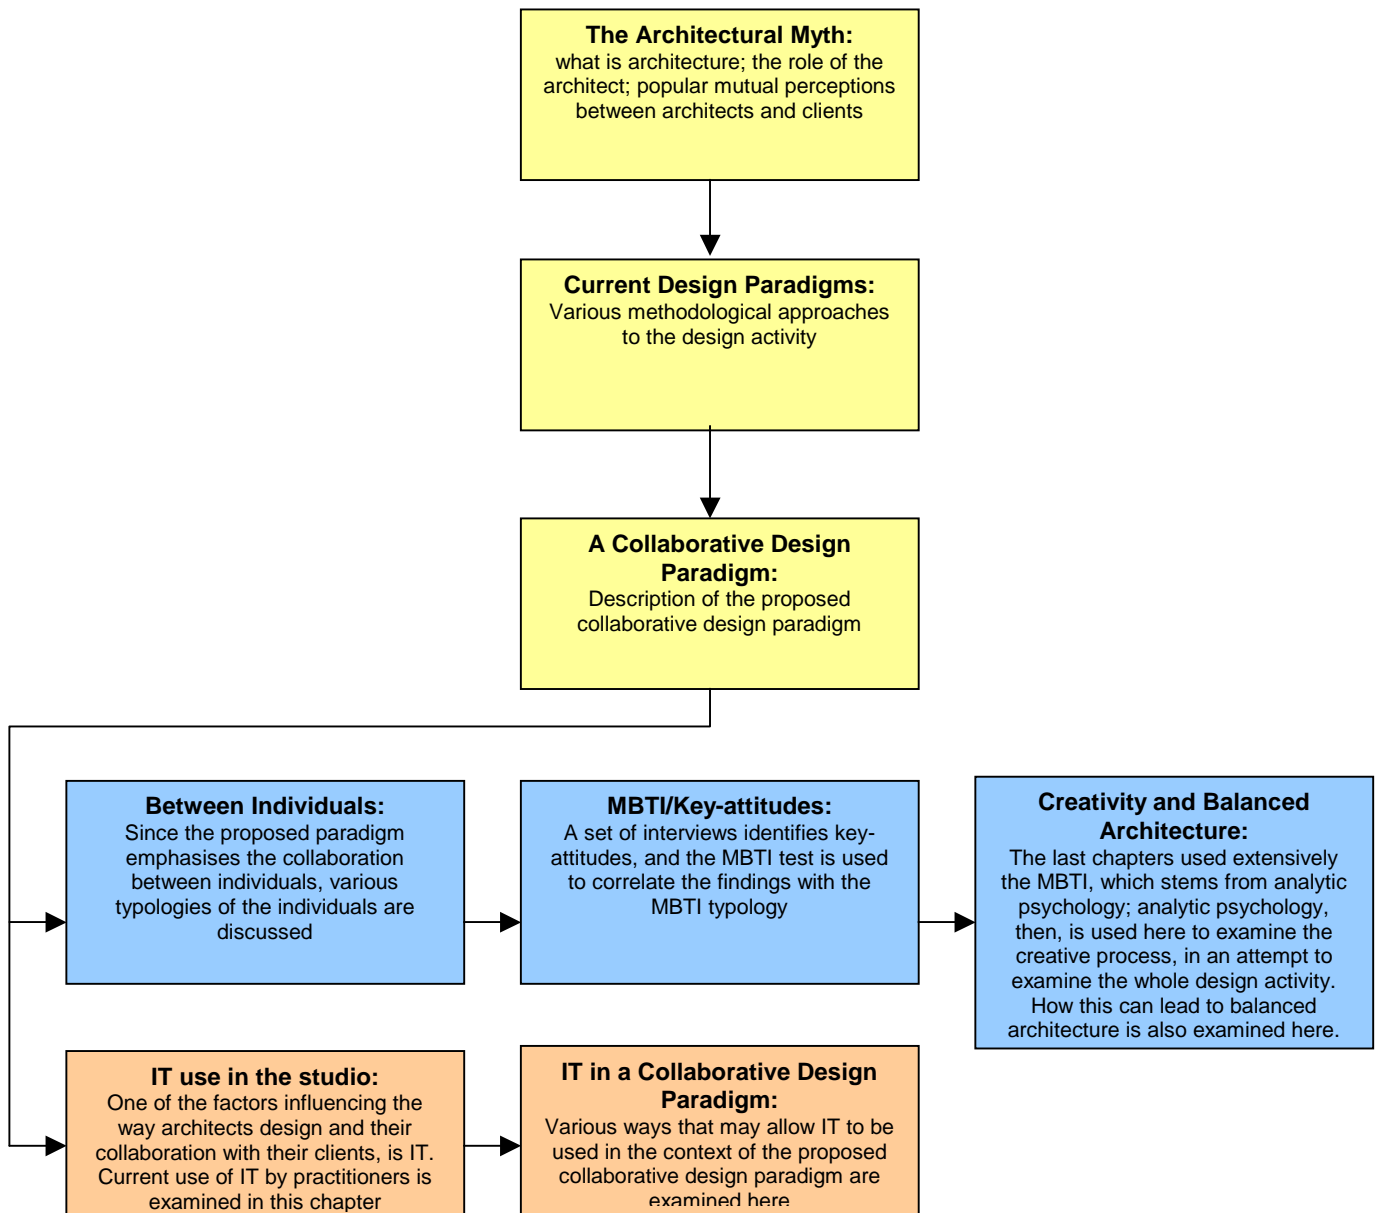 The Architectural Myth:
what is architecture; the role of the
architect; popular mutual perceptions
between architects and clients
Current Design Paradigms:
Various methodological approaches
to the design activity
A Collaborative Design
Paradigm:
Description of the proposed
collaborative design paradigm
Between Individuals:
Since the proposed paradigm
emphasises the collaboration
between individuals, various
typologies of the individuals are
discussed
MBTI/Key-attitudes:
A set of interviews identifies key-
attitudes, and the MBTI test is used
to correlate the findings with the
MBTI typology
Creativity and Balanced
Architecture:
The last chapters used extensively
the MBTI, which stems from analytic
psychology; analytic psychology,
then, is used here to examine the
creative process, in an attempt to
examine the whole design activity.
How this can lead to balanced
architecture is also examined here.
IT use in the studio:
One of the factors influencing the
way architects design and their
collaboration with their clients, is IT.
Current use of IT by practitioners is
examined in this chapter
IT in a Collaborative Design
Paradigm:
Various ways that may allow IT to be
used in the context of the proposed
collaborative design paradigm are
examined here